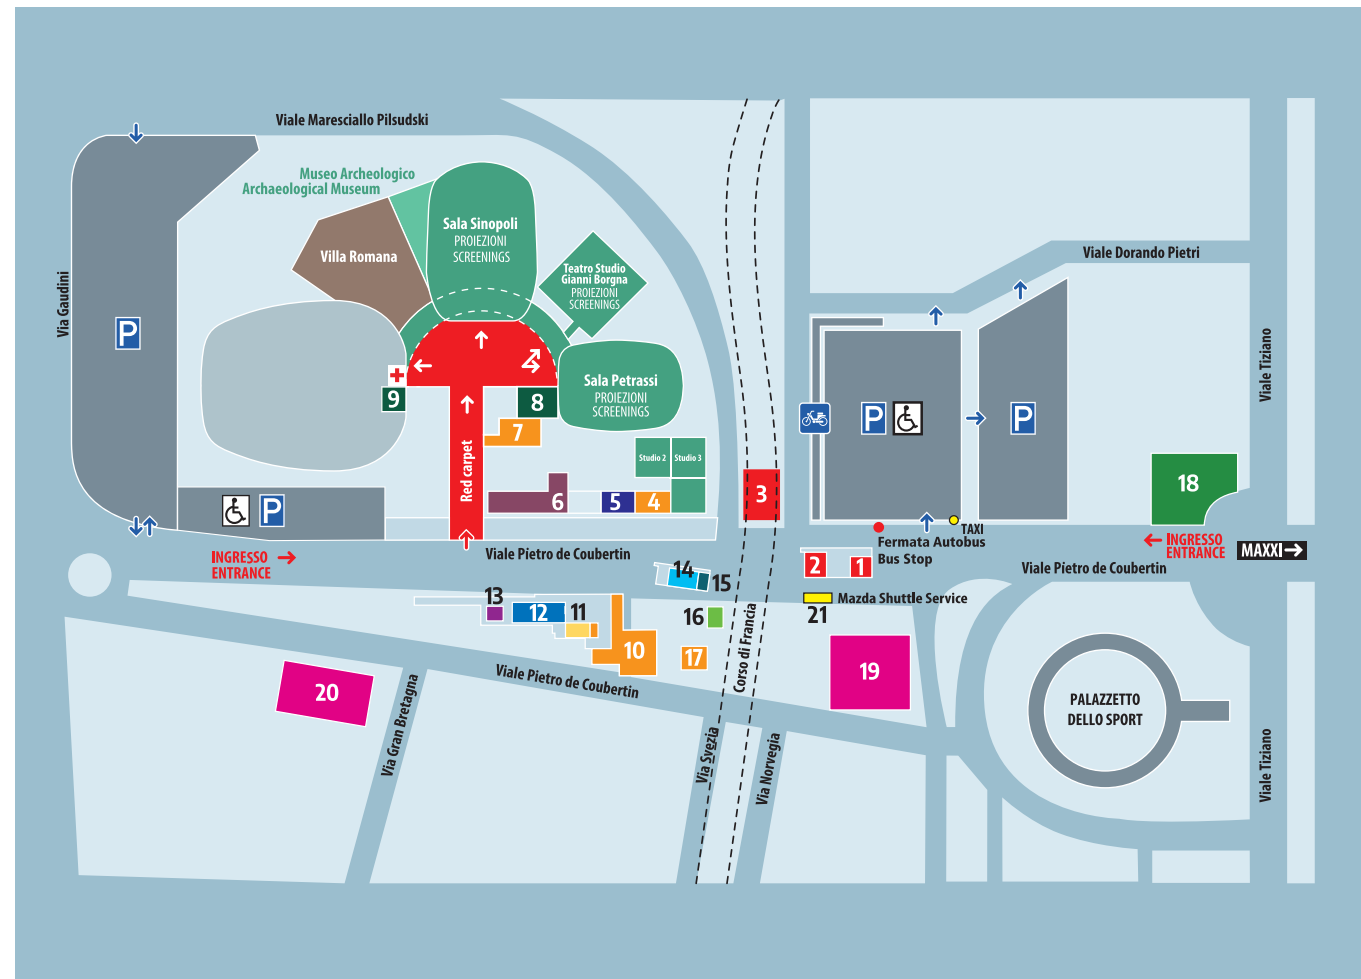 Viale Maresciallo Pilsudski
Museo Archeologico
Archaeological Museum
Sala Sinopoli
PROIEZIONI
SCREENINGS
Villa Romana
Teatro Studio
Gianni Borgna
PROIEZIONI
SCREENINGS
Viale Dorando Pietri
Via Gaudini
P
Viale Tiziano
Sala Petrassi
PROIEZIONI
SCREENINGS
9
8
7
P
P
Red carpet
Studio 2
Studio 3
6
5
4
3
18
P
TAXI
Fermata Autobus
Bus Stop
INGRESSO
ENTRANCE
MAXXI
INGRESSO
ENTRANCE
Viale Pietro de Coubertin
Viale Pietro de Coubertin
2
1
14
15
13
12
11
16
Mazda Shuttle Service
21
10
17
Corso di Francia
19
20
Viale Pietro de Coubertin
PALAZZETTO
DELLO SPORT
Via Gran Bretagna
Via Svezia
Via Norvegia
Viale Tiziano